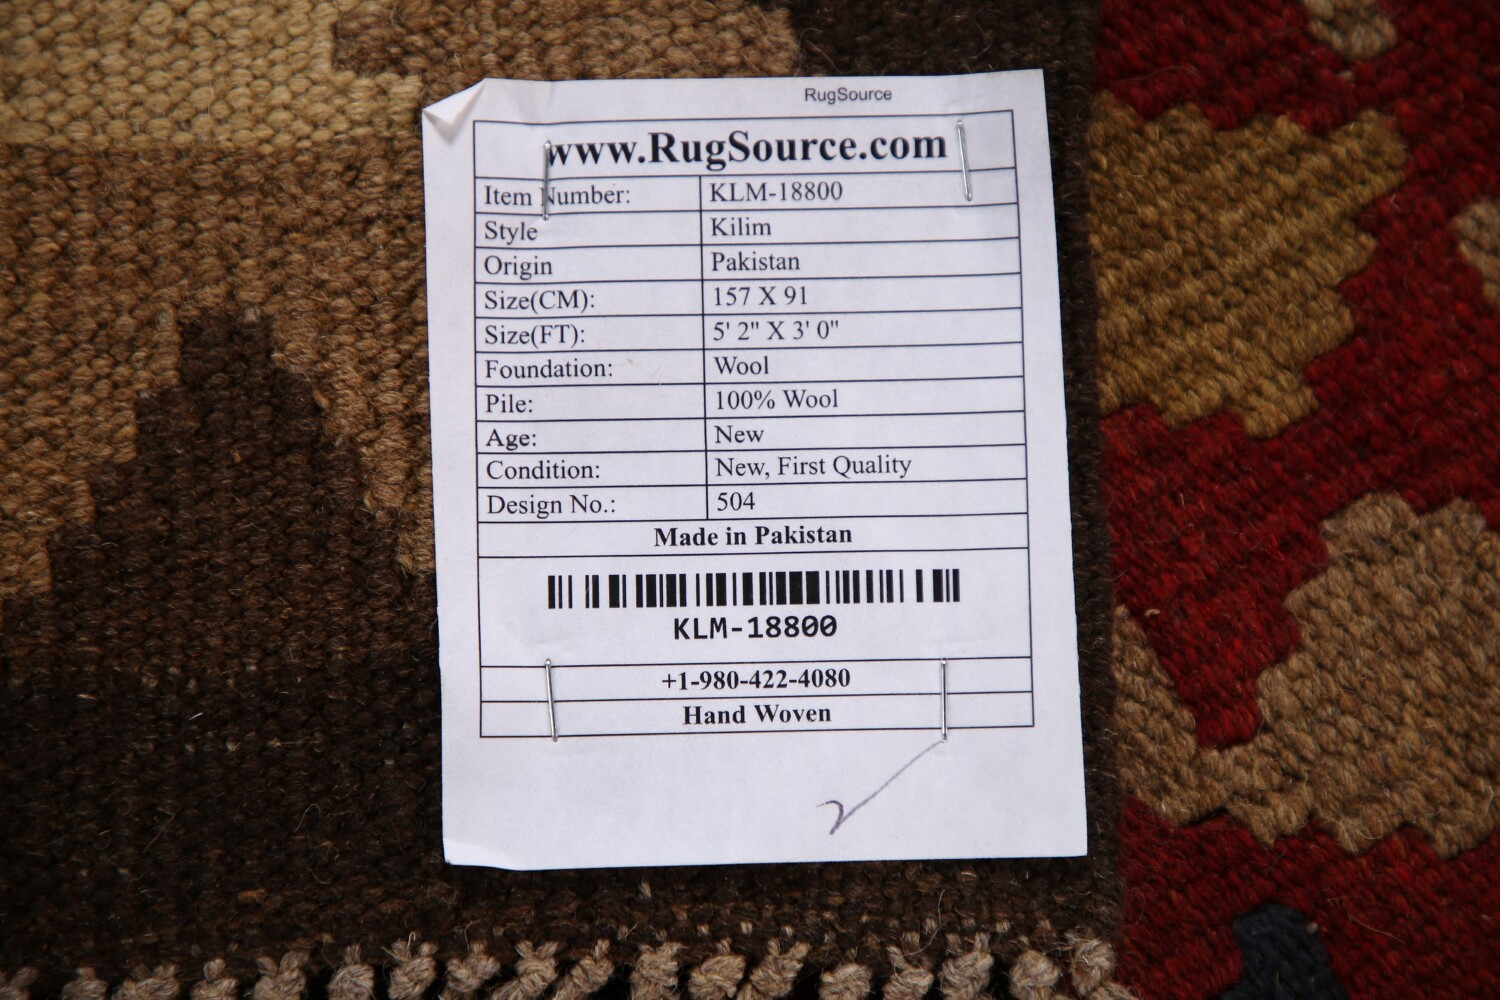 RugSource
www.RugSource.com
Item Number: KLM-18800
Style Kilim
Origin Pakistan
Size(CM): 157 X 91
Size(FT): 5' 2" X 3' 0"
Foundation: Wool
Pile: 100% Wool
Age: New
Condition: New, First Quality
Design No.: 504
Made in Pakistan
KLM-18800
+1-980-422-4080
Hand Woven